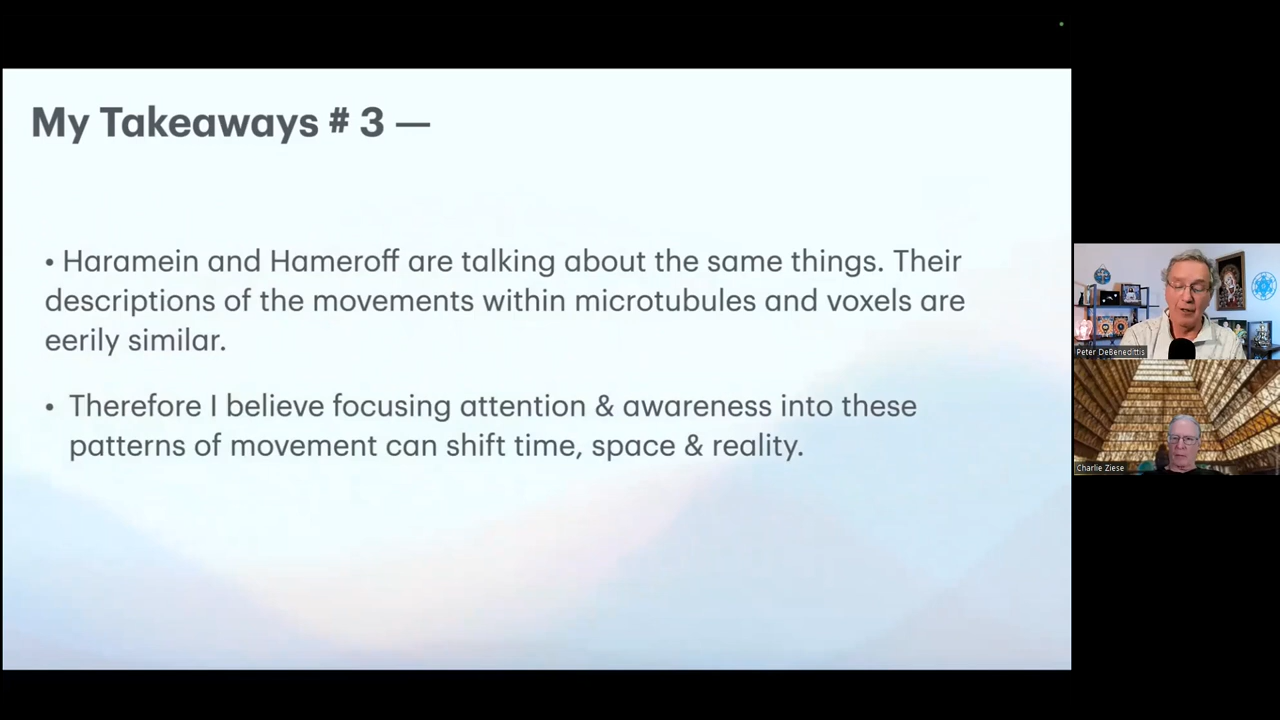 My Takeaways # 3 —
• Haramein and Hameroff are talking about the same things. Their
descriptions of the movements within microtubules and voxels are
eerily similar.
• Therefore I believe focusing attention & awareness into these
patterns of movement can shift time, space & reality.
Peter DeBenedittis
Charlie Ziese